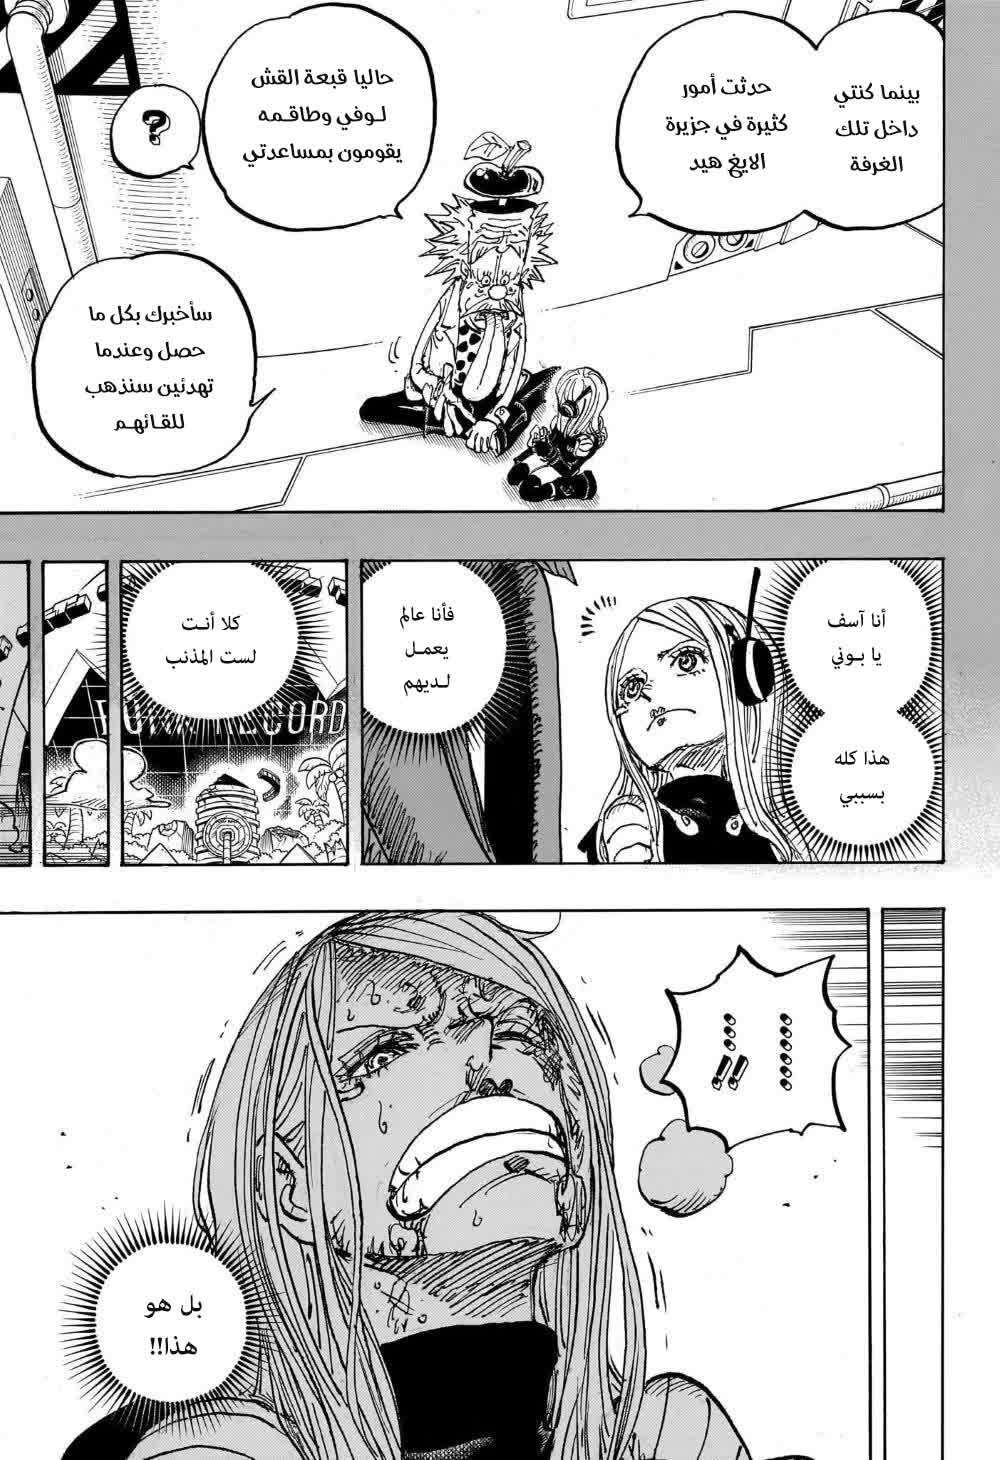 بينما كنتي
داخل تلك
الغرفة
حدثت أمور
كثيرة في جزيرة
الايغ هيد
حاليا قبعة القش
لوفي وطاقمه
يقومون بمساعدتي
?
سأخبرك بكل ما
حصل وعندما
تهدئين سنذهب
للقائهم
أنا آسف
يا بوني
هذا كله
بسببي
فأنا عالم
يعمل
لديهم
كلا أنت
لست المذنب
......
...!!
بل هو
هذا!!